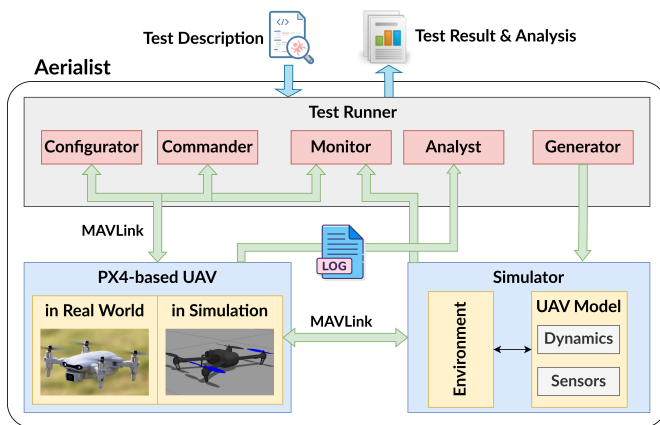 Test Description
Test Result & Analysis
Aerialist
Test Runner
Configurator
Commander
Monitor
Analyst
Generator
MAVLink
LOG
PX4-based UAV
in Real World
in Simulation
MAVLink
Simulator
Environment
UAV Model
Dynamics
Sensors